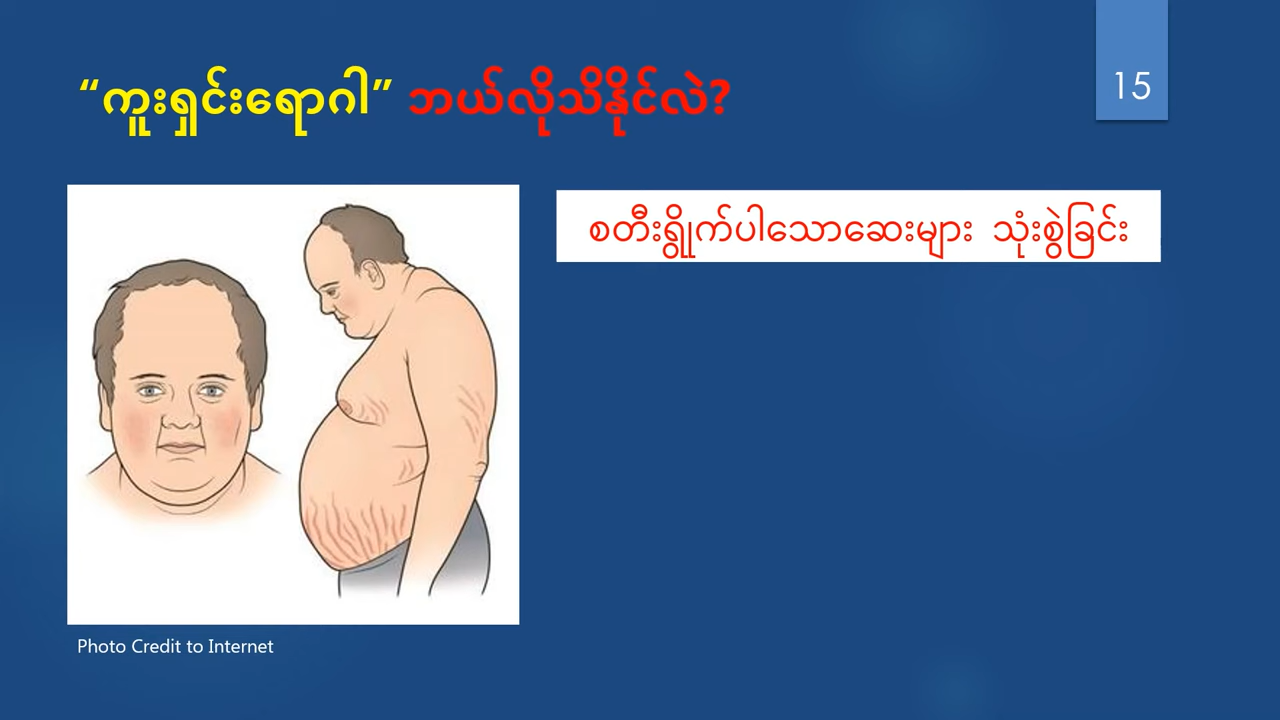 “ကူးရှင်းရောဂါ” ဘယ်လိုသိနိုင်လဲ?
15
စတီးရွိုက်ပါသောဆေးများ သုံးစွဲခြင်း
Photo Credit to Internet